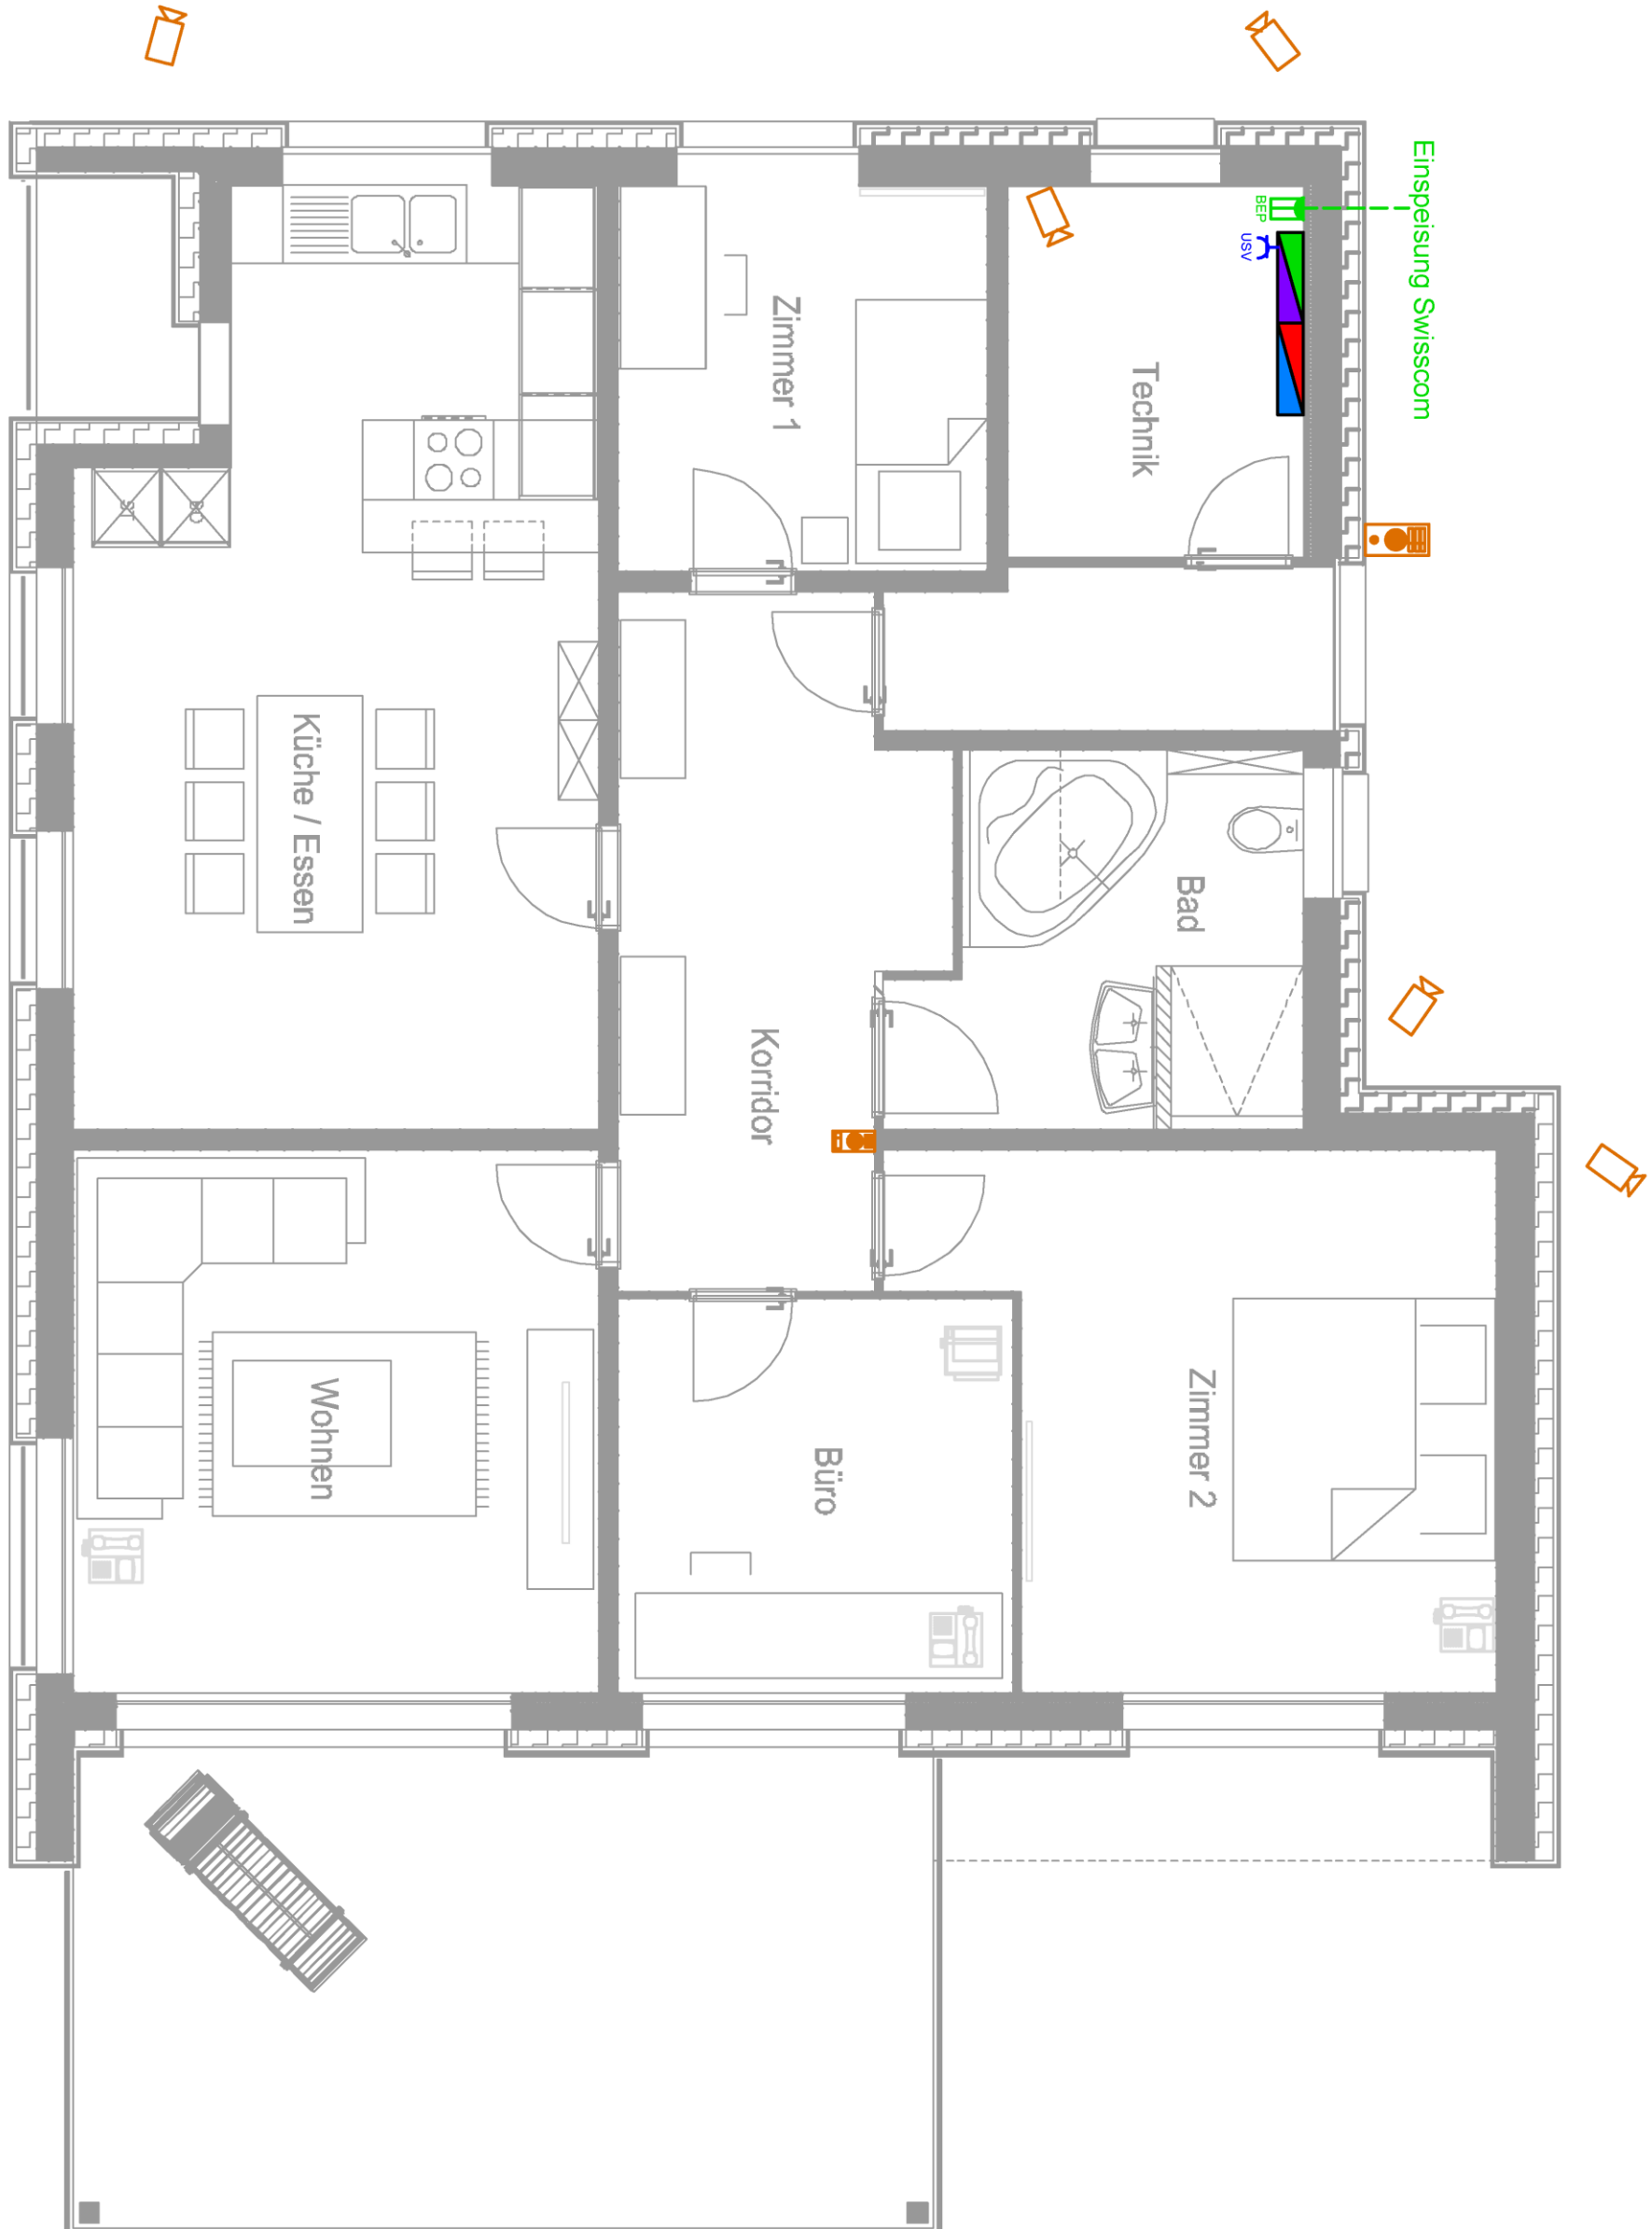 Einspeisung Swisscom
BEP
USV
Technik
Zimmer 1
Küche / Essen
Bad
Korridor
Zimmer 2
Büro
Wohnen